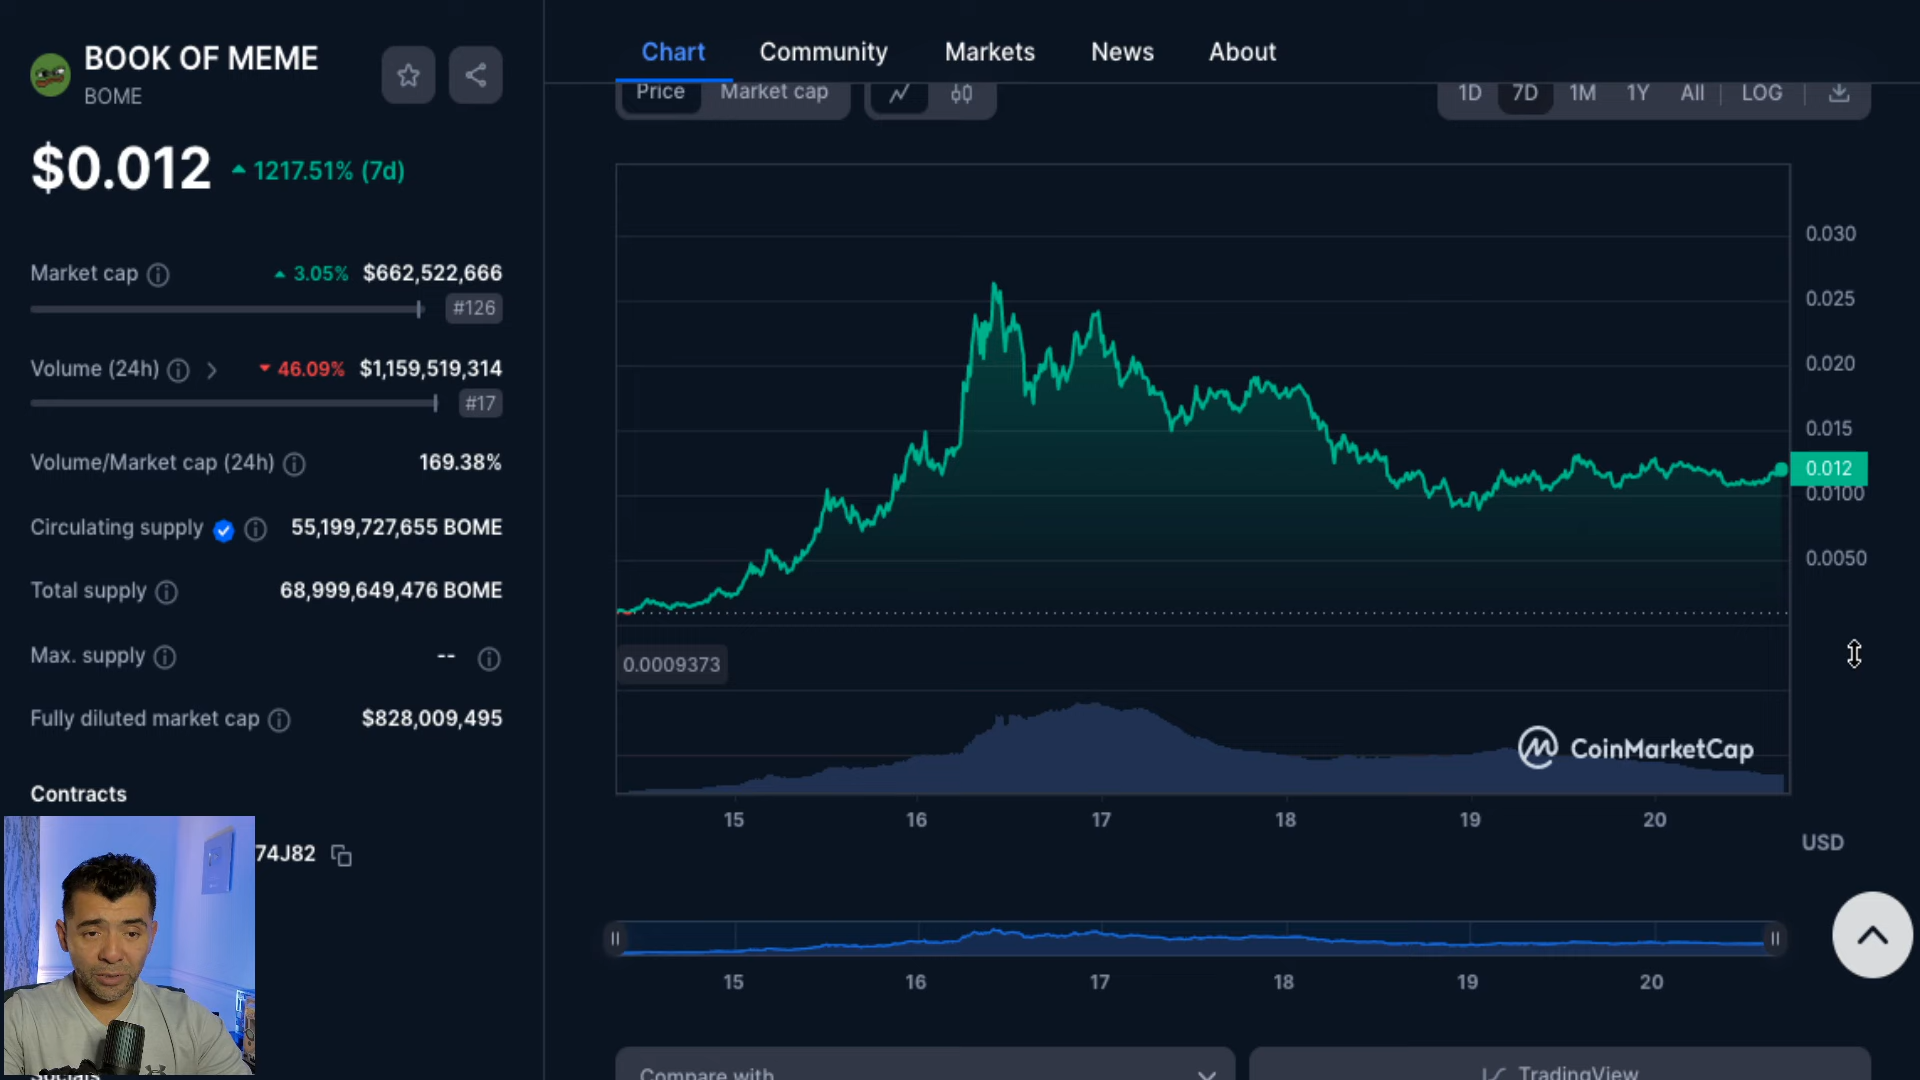 BOOK OF MEME
BOME
$0.012 1217.51% (7d)
Market cap 3.05% $662,522,666
#126
Volume (24h) 46.09% $1,159,519,314
#17
Volume/Market cap (24h) 169.38%
Circulating supply 55,199,727,655 BOME
Total supply 68,999,649,476 BOME
Max. supply --
Fully diluted market cap $828,009,495
Contracts
74J82
Socials
Chart Community Markets News About
Price Market cap 1D 7D 1M 1Y All LOG
0.030
0.025
0.020
0.015
0.012
0.0100
0.0050
0.0009373
CoinMarketCap
15 16 17 18 19 20
USD
15 16 17 18 19 20
Compare with TradingView